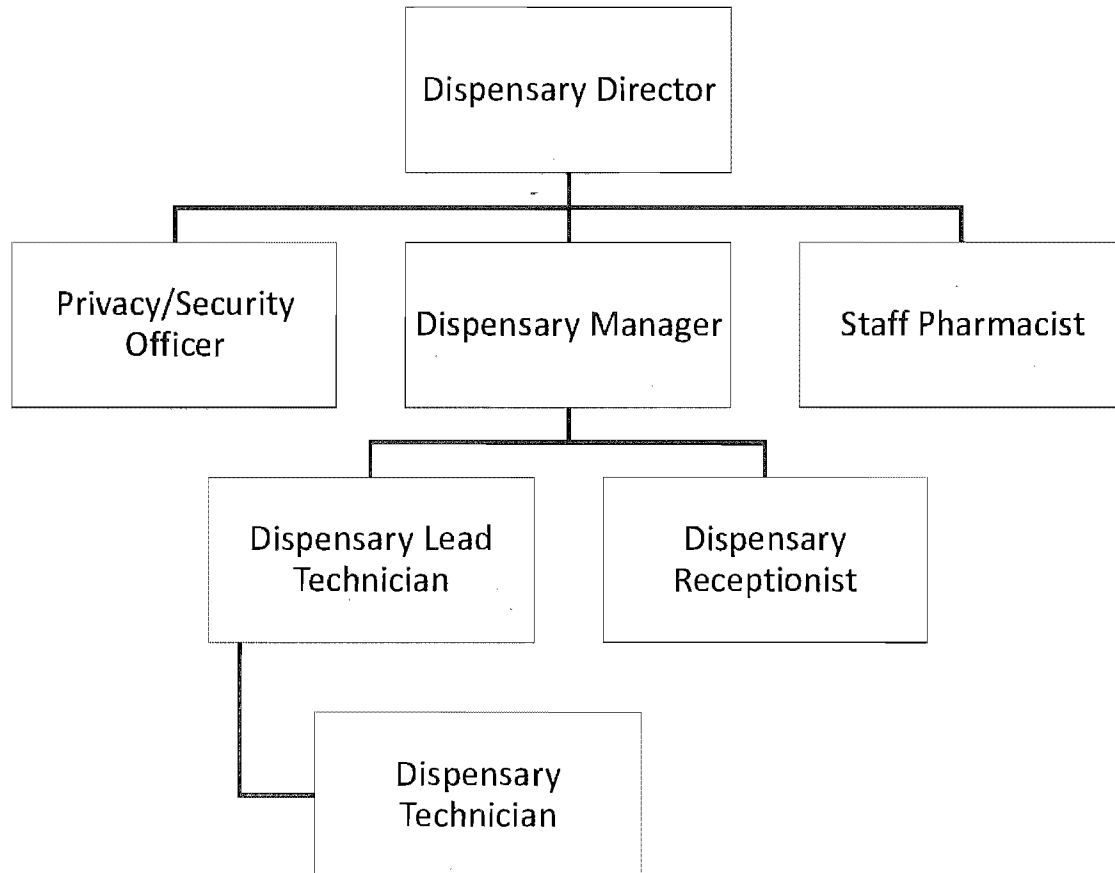 Dispensary Director
Privacy/Security
Officer
Dispensary Manager
Staff Pharmacist
Dispensary Lead
Technician
Dispensary
Receptionist
Dispensary
Technician